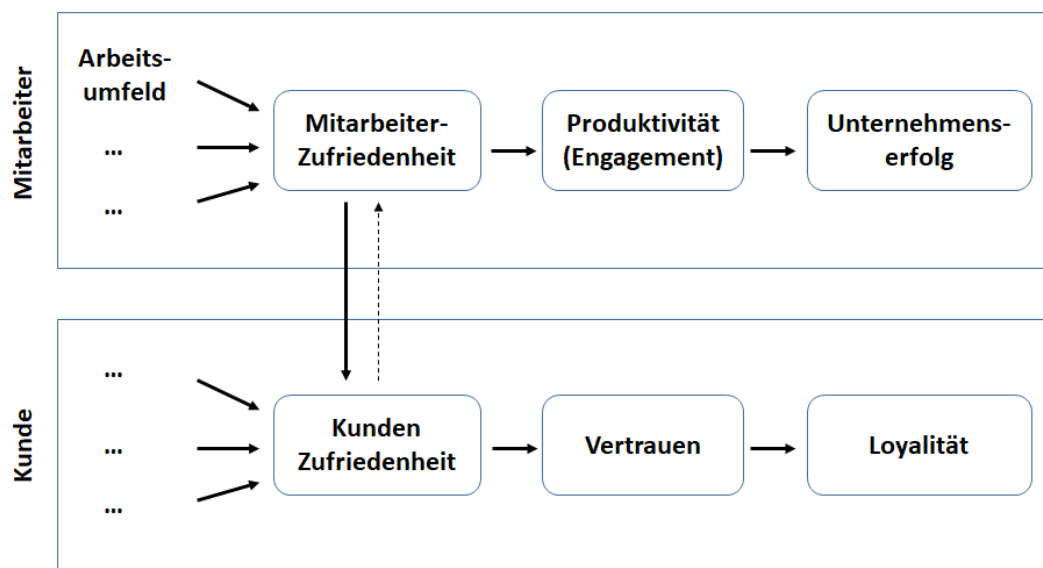 Mitarbeiter
Arbeits-
umfeld
...
...
Mitarbeiter-
Zufriedenheit
Produktivität
(Engagement)
Unternehmens-
erfolg
Kunde
...
...
...
Kunden
Zufriedenheit
Vertrauen
Loyalität